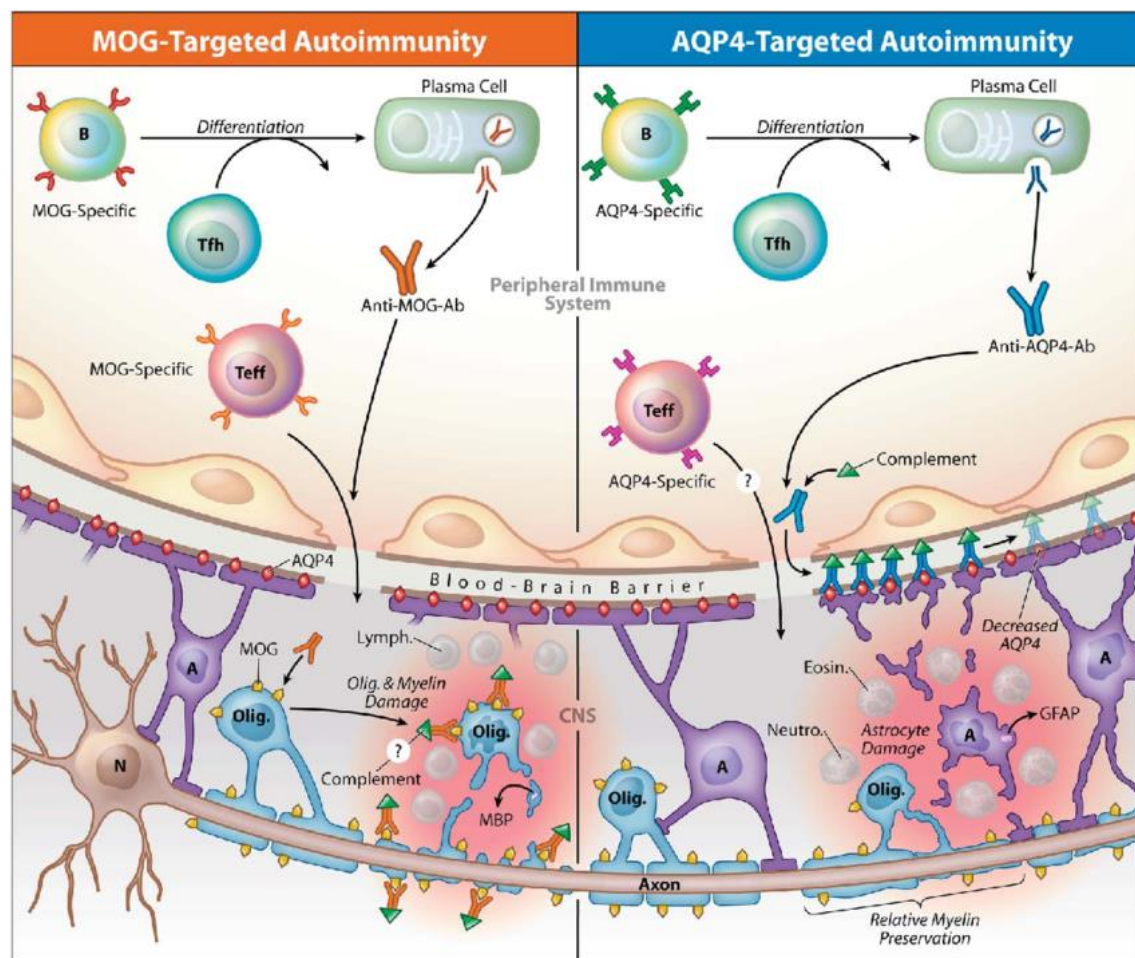 MOG-Targeted Autoimmunity
B
Differentiation
Plasma Cell
MOG-Specific
Tfh
Anti-MOG-Ab
MOG-Specific
Teff
AQP4
A
MOG
Olig.
N
Lymph.
Olig. & Myelin
Damage
Olig.
?
Complement
MBP
Peripheral Immune
System
Blood-Brain Barrier
CNS
Axon
AQP4-Targeted Autoimmunity
B
Differentiation
Plasma Cell
AQP4-Specific
Tfh
Anti-AQP4-Ab
Teff
AQP4-Specific
?
Complement
Decreased
AQP4
A
Eosin.
Neutro.
Astrocyte
Damage
A
GFAP
A
Olig.
Olig.
Relative Myelin
Preservation